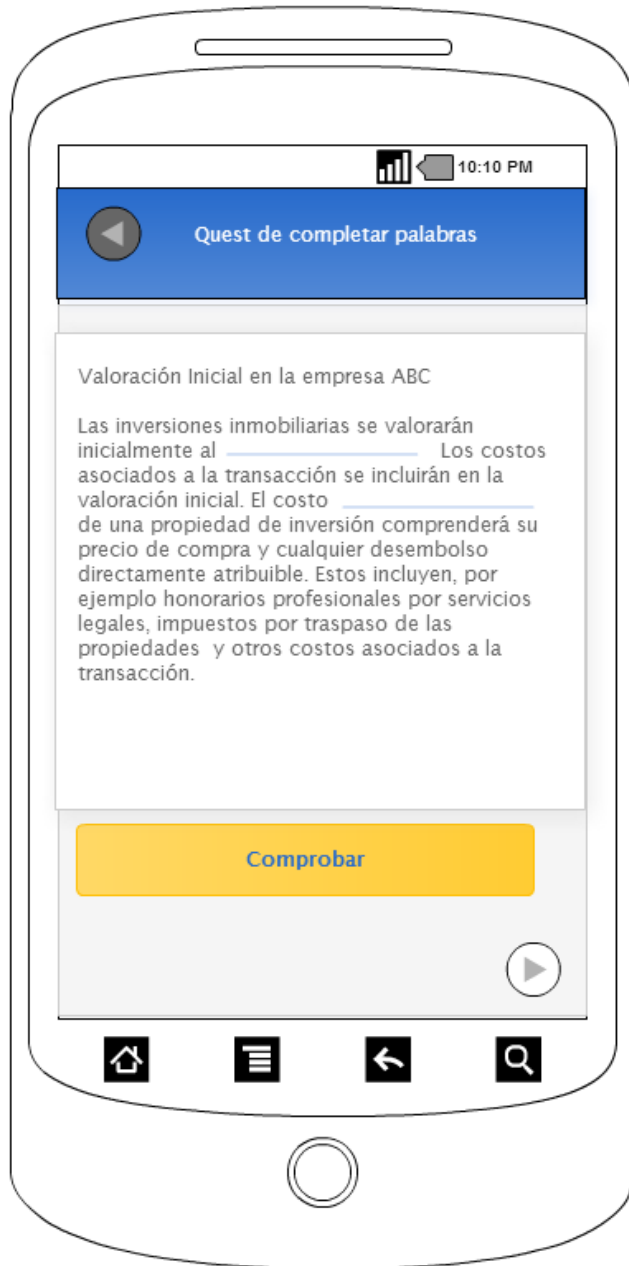 10:10 PM
Quest de completar palabras
Valoración Inicial en la empresa ABC
Las inversiones inmobiliarias se valorarán
inicialmente al Los costos
asociados a la transacción se incluirán en la
valoración inicial. El costo
de una propiedad de inversión comprenderá su
precio de compra y cualquier desembolso
directamente atribuible. Estos incluyen, por
ejemplo honorarios profesionales por servicios
legales, impuestos por traspaso de las
propiedades y otros costos asociados a la
transacción.
Comprobar